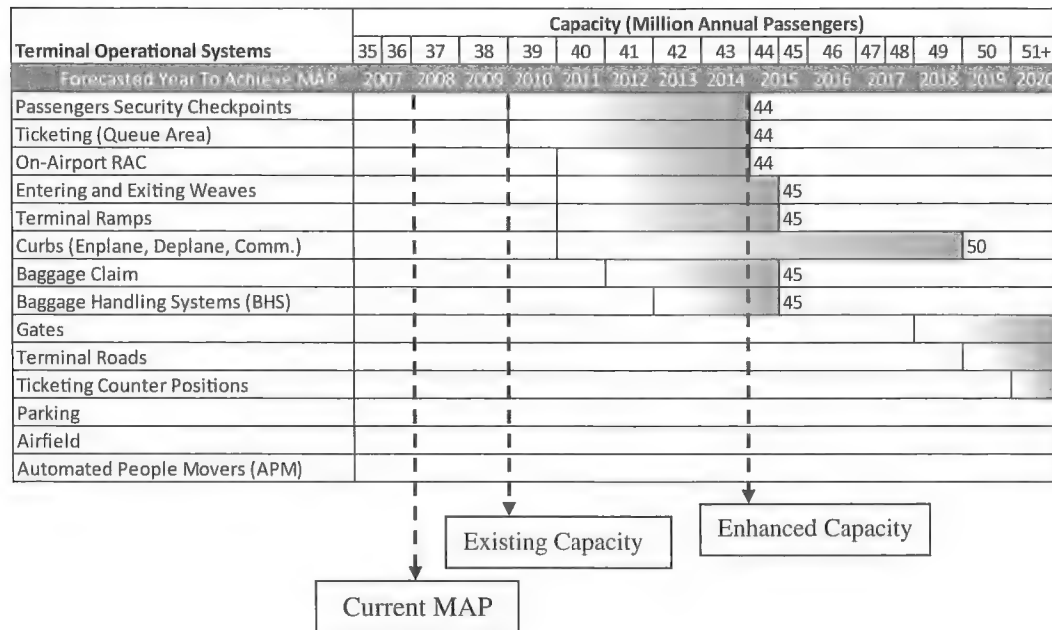 Capacity (Million Annual Passengers)
Terminal Operational Systems 35 36 37 38 39 40 41 42 43 44 45 46 47 48 49 50 51+
Forecasted Year To Achieve MAP 2007 2008 2009 2010 2011 2012 2013 2014 2015 2016 2017 2018 2019 2020
Passengers Security Checkpoints 44
Ticketing (Queue Area) 44
On-Airport RAC 44
Entering and Exiting Weaves 45
Terminal Ramps 45
Curbs (Enplane, Deplane, Comm.) 50
Baggage Claim 45
Baggage Handling Systems (BHS) 45
Gates
Terminal Roads
Ticketing Counter Positions
Parking
Airfield
Automated People Movers (APM)
Existing Capacity
Enhanced Capacity
Current MAP